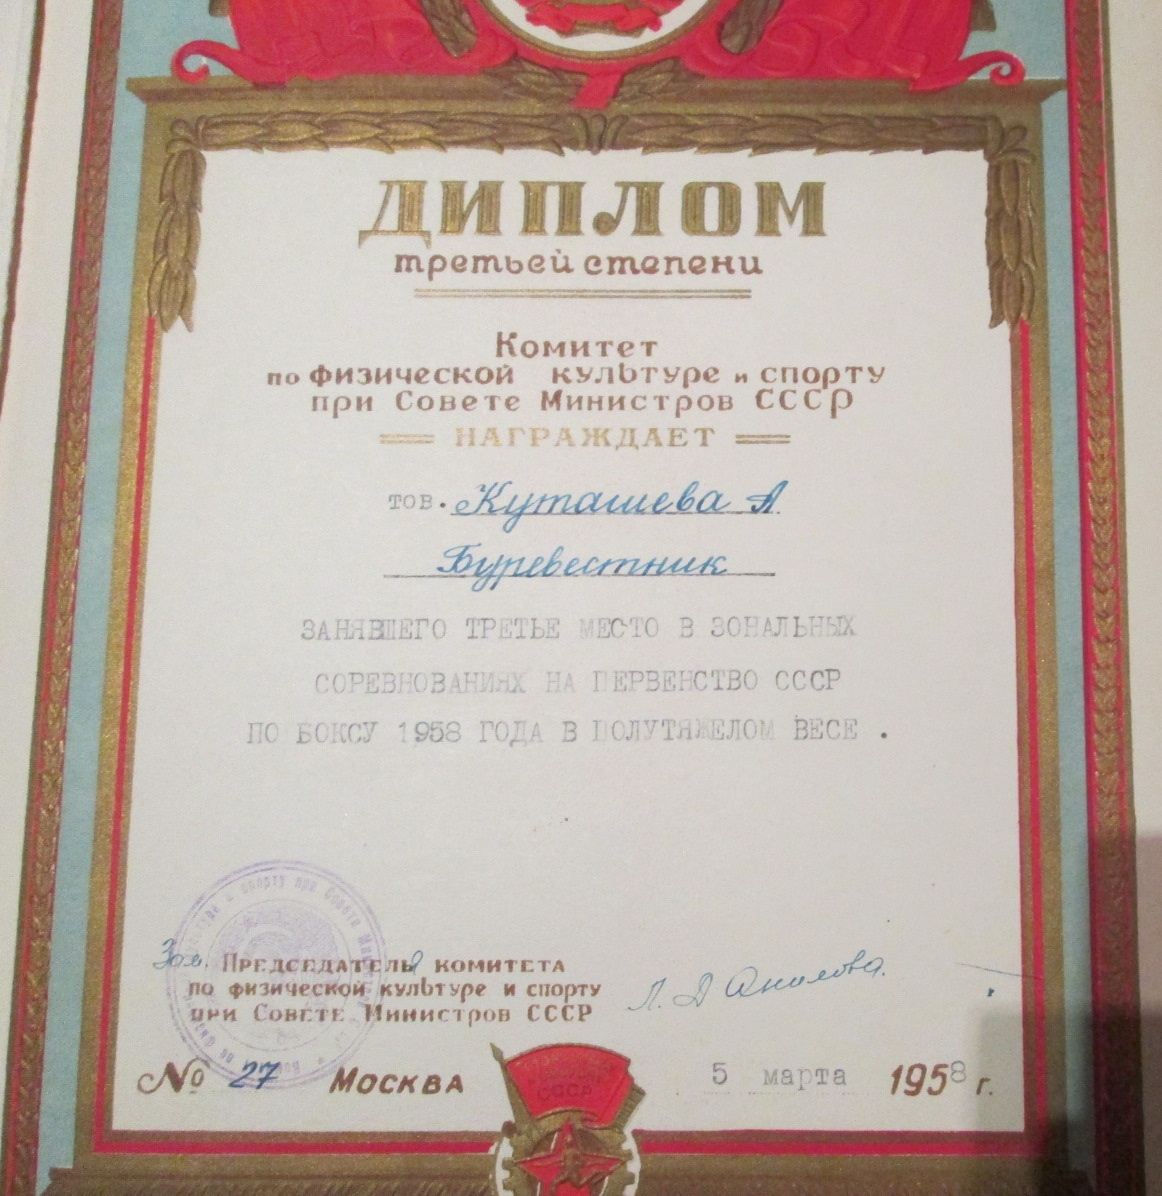 ДИПЛОМ
третьей степени
Комитет
по физической культуре и спорту
при Совете Министров СССР
НАГРАЖДАЕТ
тов. Куташева А.
Буревестник
ЗАНЯВШЕГО ТРЕТЬЕ МЕСТО В ЗОНАЛЬНЫХ
СОРЕВНОВАНИЯХ НА ПЕРВЕНСТВО СССР
ПО БОКСУ 1958 ГОДА В ПОЛУТЯЖЕЛОМ ВЕСЕ .
Зам. Председателя комитета
по физической культуре и спорту
при Совете Министров СССР
№ 27 Москва
5 марта 1958 г.
СССР